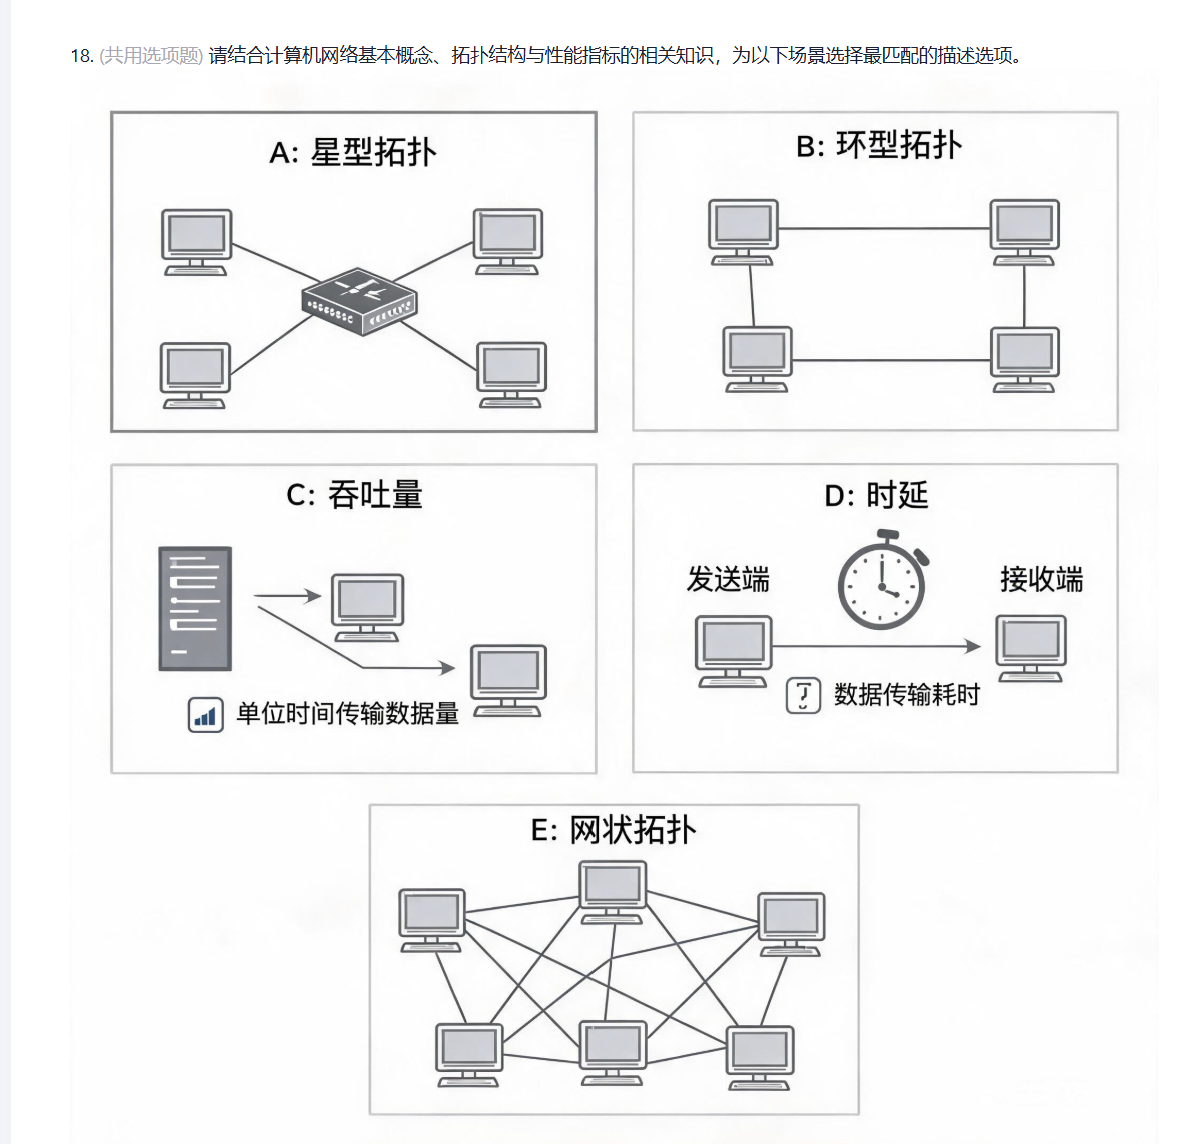 18. (共用选项题) 请结合计算机网络基本概念、拓扑结构与性能指标的相关知识，为以下场景选择最匹配的描述选项。
A: 星型拓扑
B: 环型拓扑
C: 吞吐量
单位时间传输数据量
D: 时延
发送端
接收端
数据传输耗时
E: 网状拓扑